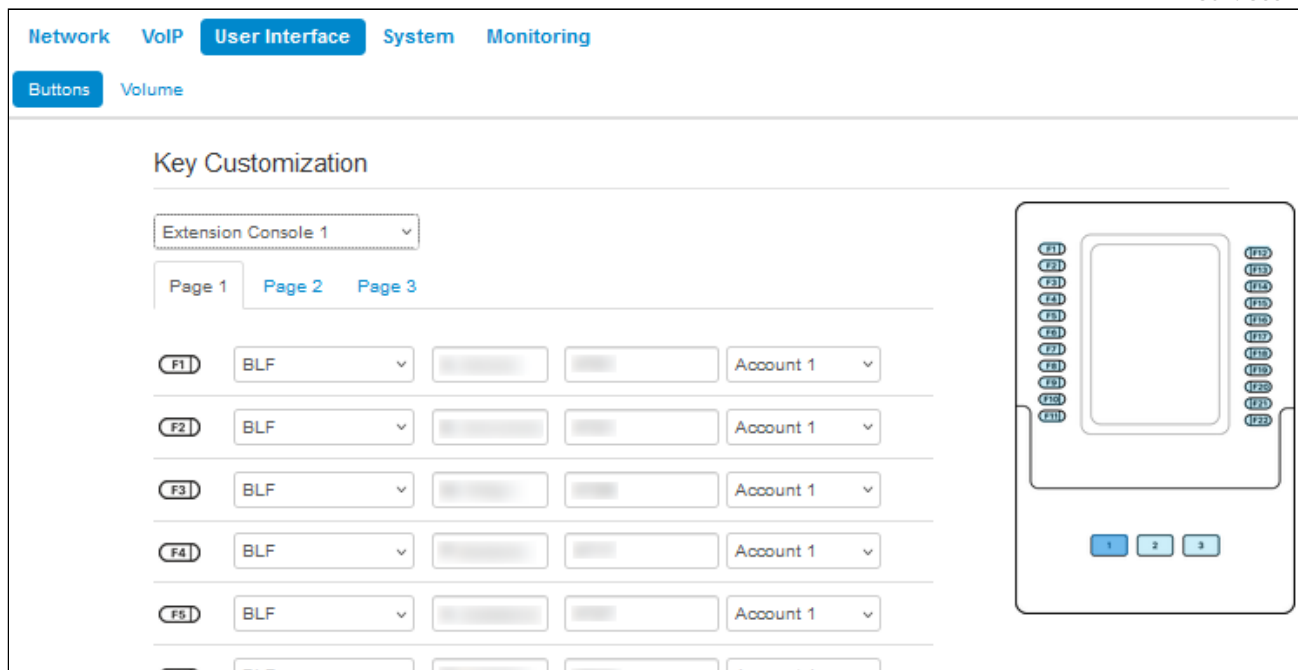 Network VoIP User Interface System Monitoring
Buttons Volume
Key Customization
Extension Console 1
Page 1 Page 2 Page 3
F1 BLF Account 1
F2 BLF Account 1
F3 BLF Account 1
F4 BLF Account 1
F5 BLF Account 1
F1 F12
F2 F13
F3 F14
F4 F15
F5 F16
F6 F17
F7 F18
F8 F19
F9 F20
F10 F21
F11 F22
1 2 3